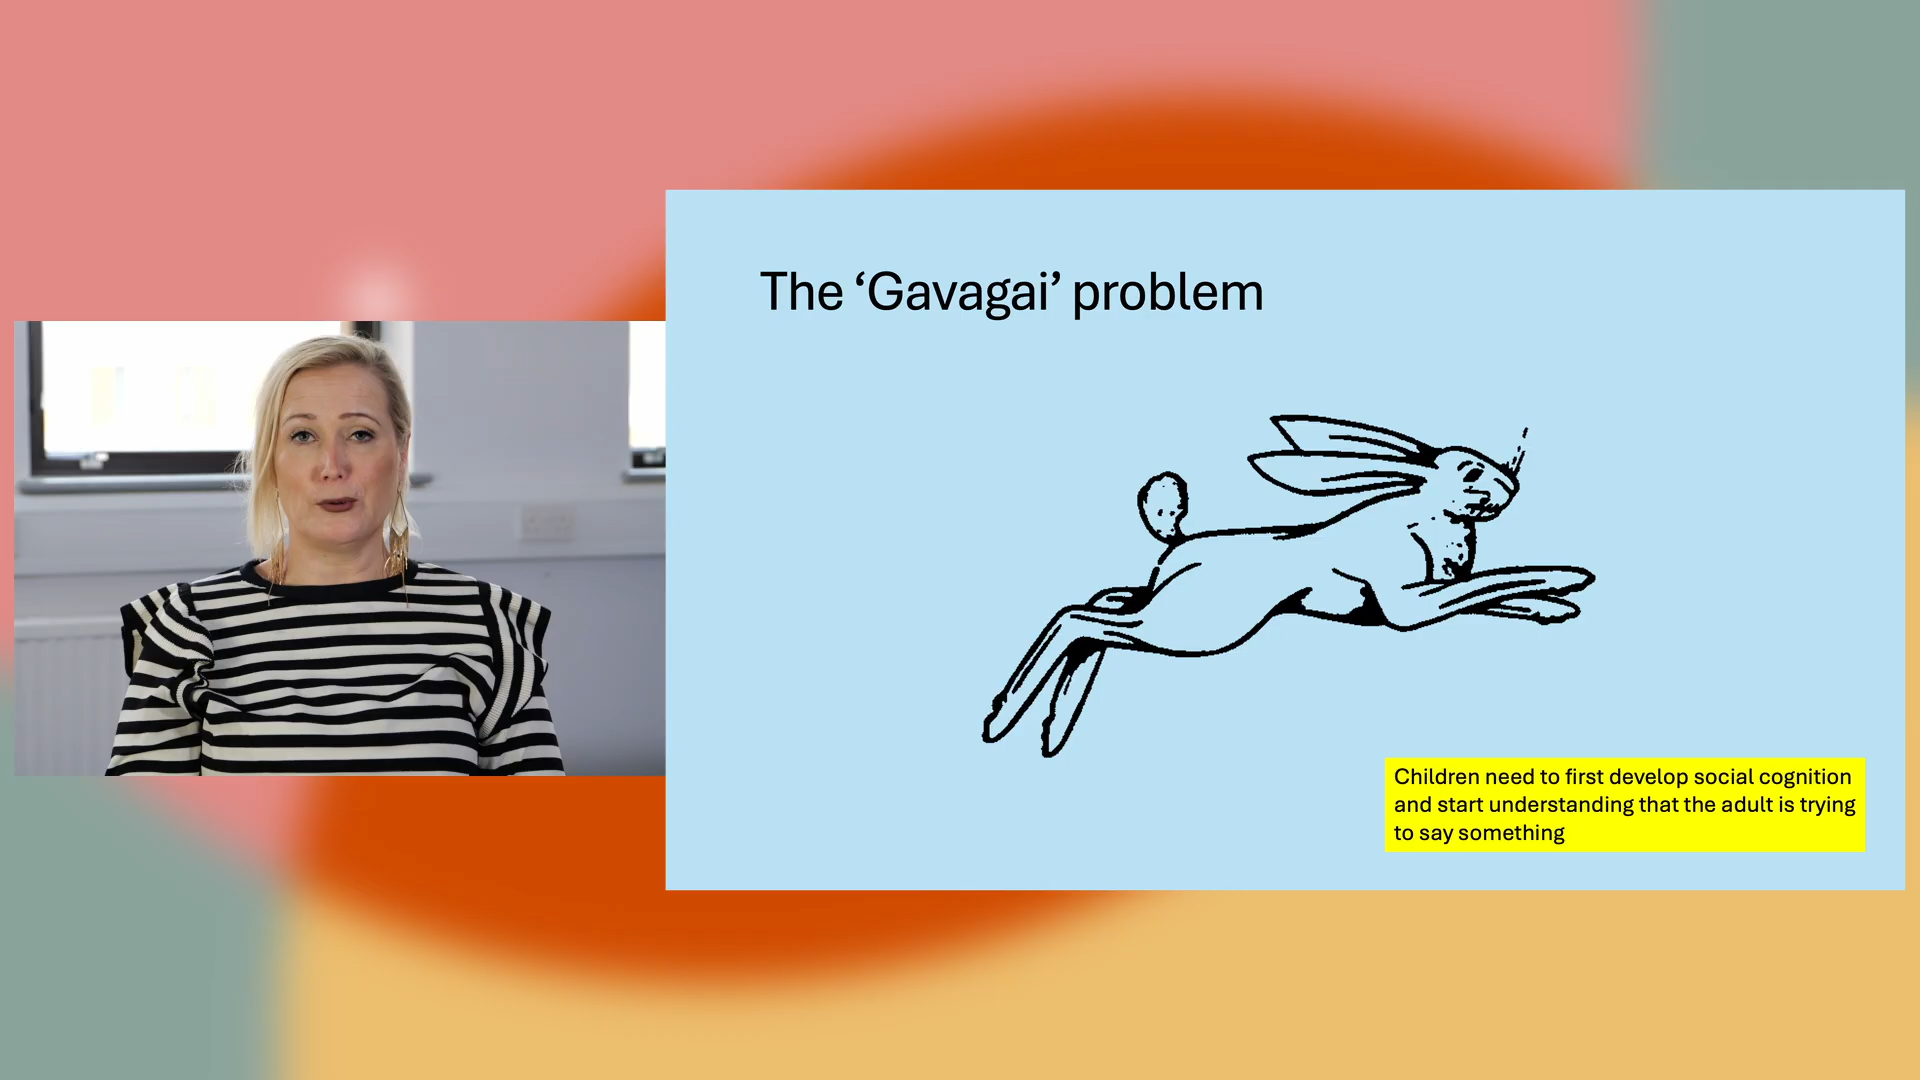 The ‘Gavagai’ problem
Children need to first develop social cognition
and start understanding that the adult is trying
to say something